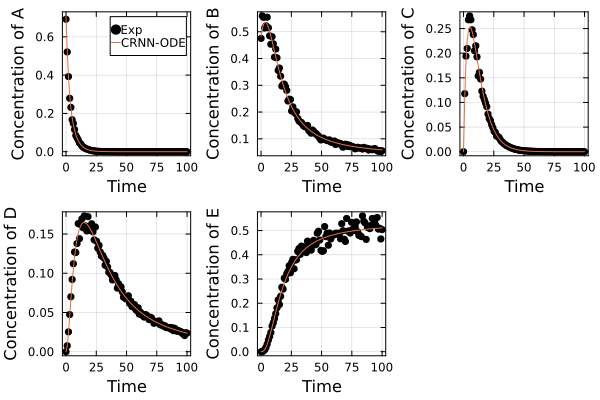 Concentration of A
0.6
0.4
0.2
0.0
0 25 50 75 100
Time
Exp
CRNN-ODE
Concentration of B
0.5
0.4
0.3
0.2
0.1
0 25 50 75 100
Time
Concentration of C
0.25
0.20
0.15
0.10
0.05
0.00
0 25 50 75 100
Time
Concentration of D
0.15
0.10
0.05
0.00
0 25 50 75 100
Time
Concentration of E
0.5
0.4
0.3
0.2
0.1
0.0
0 25 50 75 100
Time